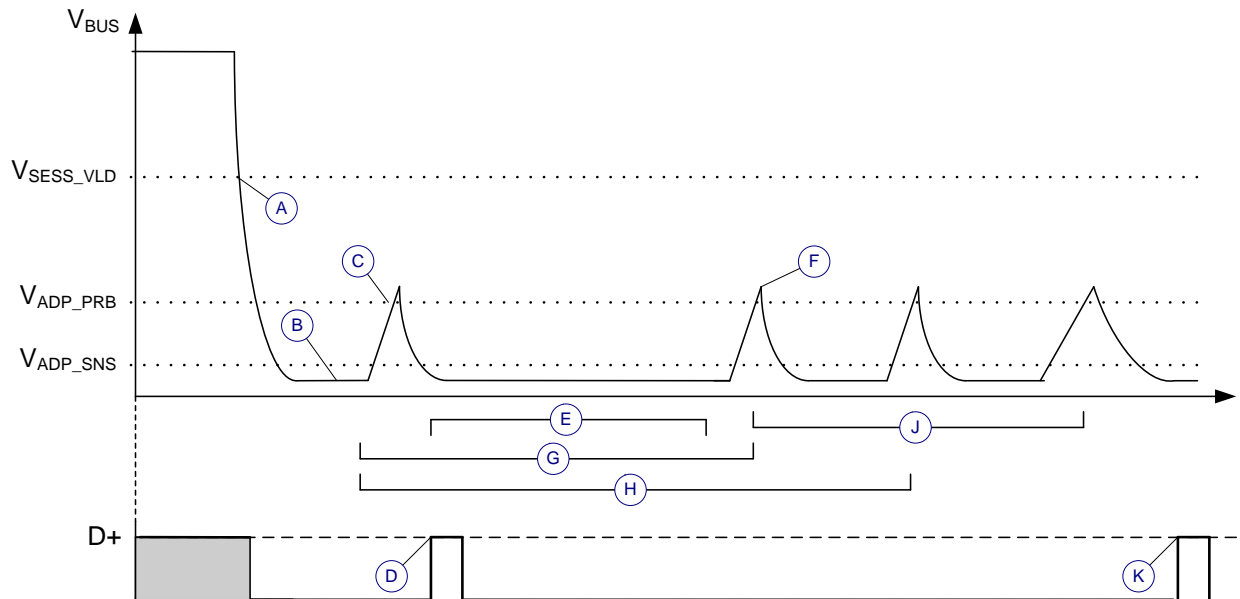 VBUS
VSESS_VLD
A
C
F
VADP_PRB
B
VADP_SNS
E
J
G
H
D+
D
K